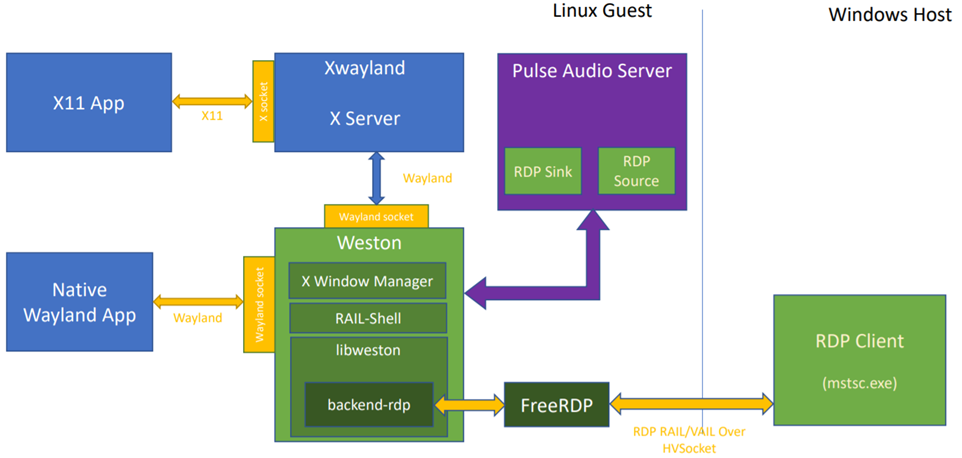 Linux Guest
Windows Host
X11 App
X11
X socket
Xwayland
X Server
Pulse Audio Server
RDP Sink
RDP
Source
Wayland
Wayland socket
Weston
X Window Manager
RAIL-Shell
libweston
backend-rdp
Native
Wayland App
Wayland
Wayland socket
FreeRDP
RDP RAIL/VAIL Over
HVSocket
RDP Client
(mstsc.exe)